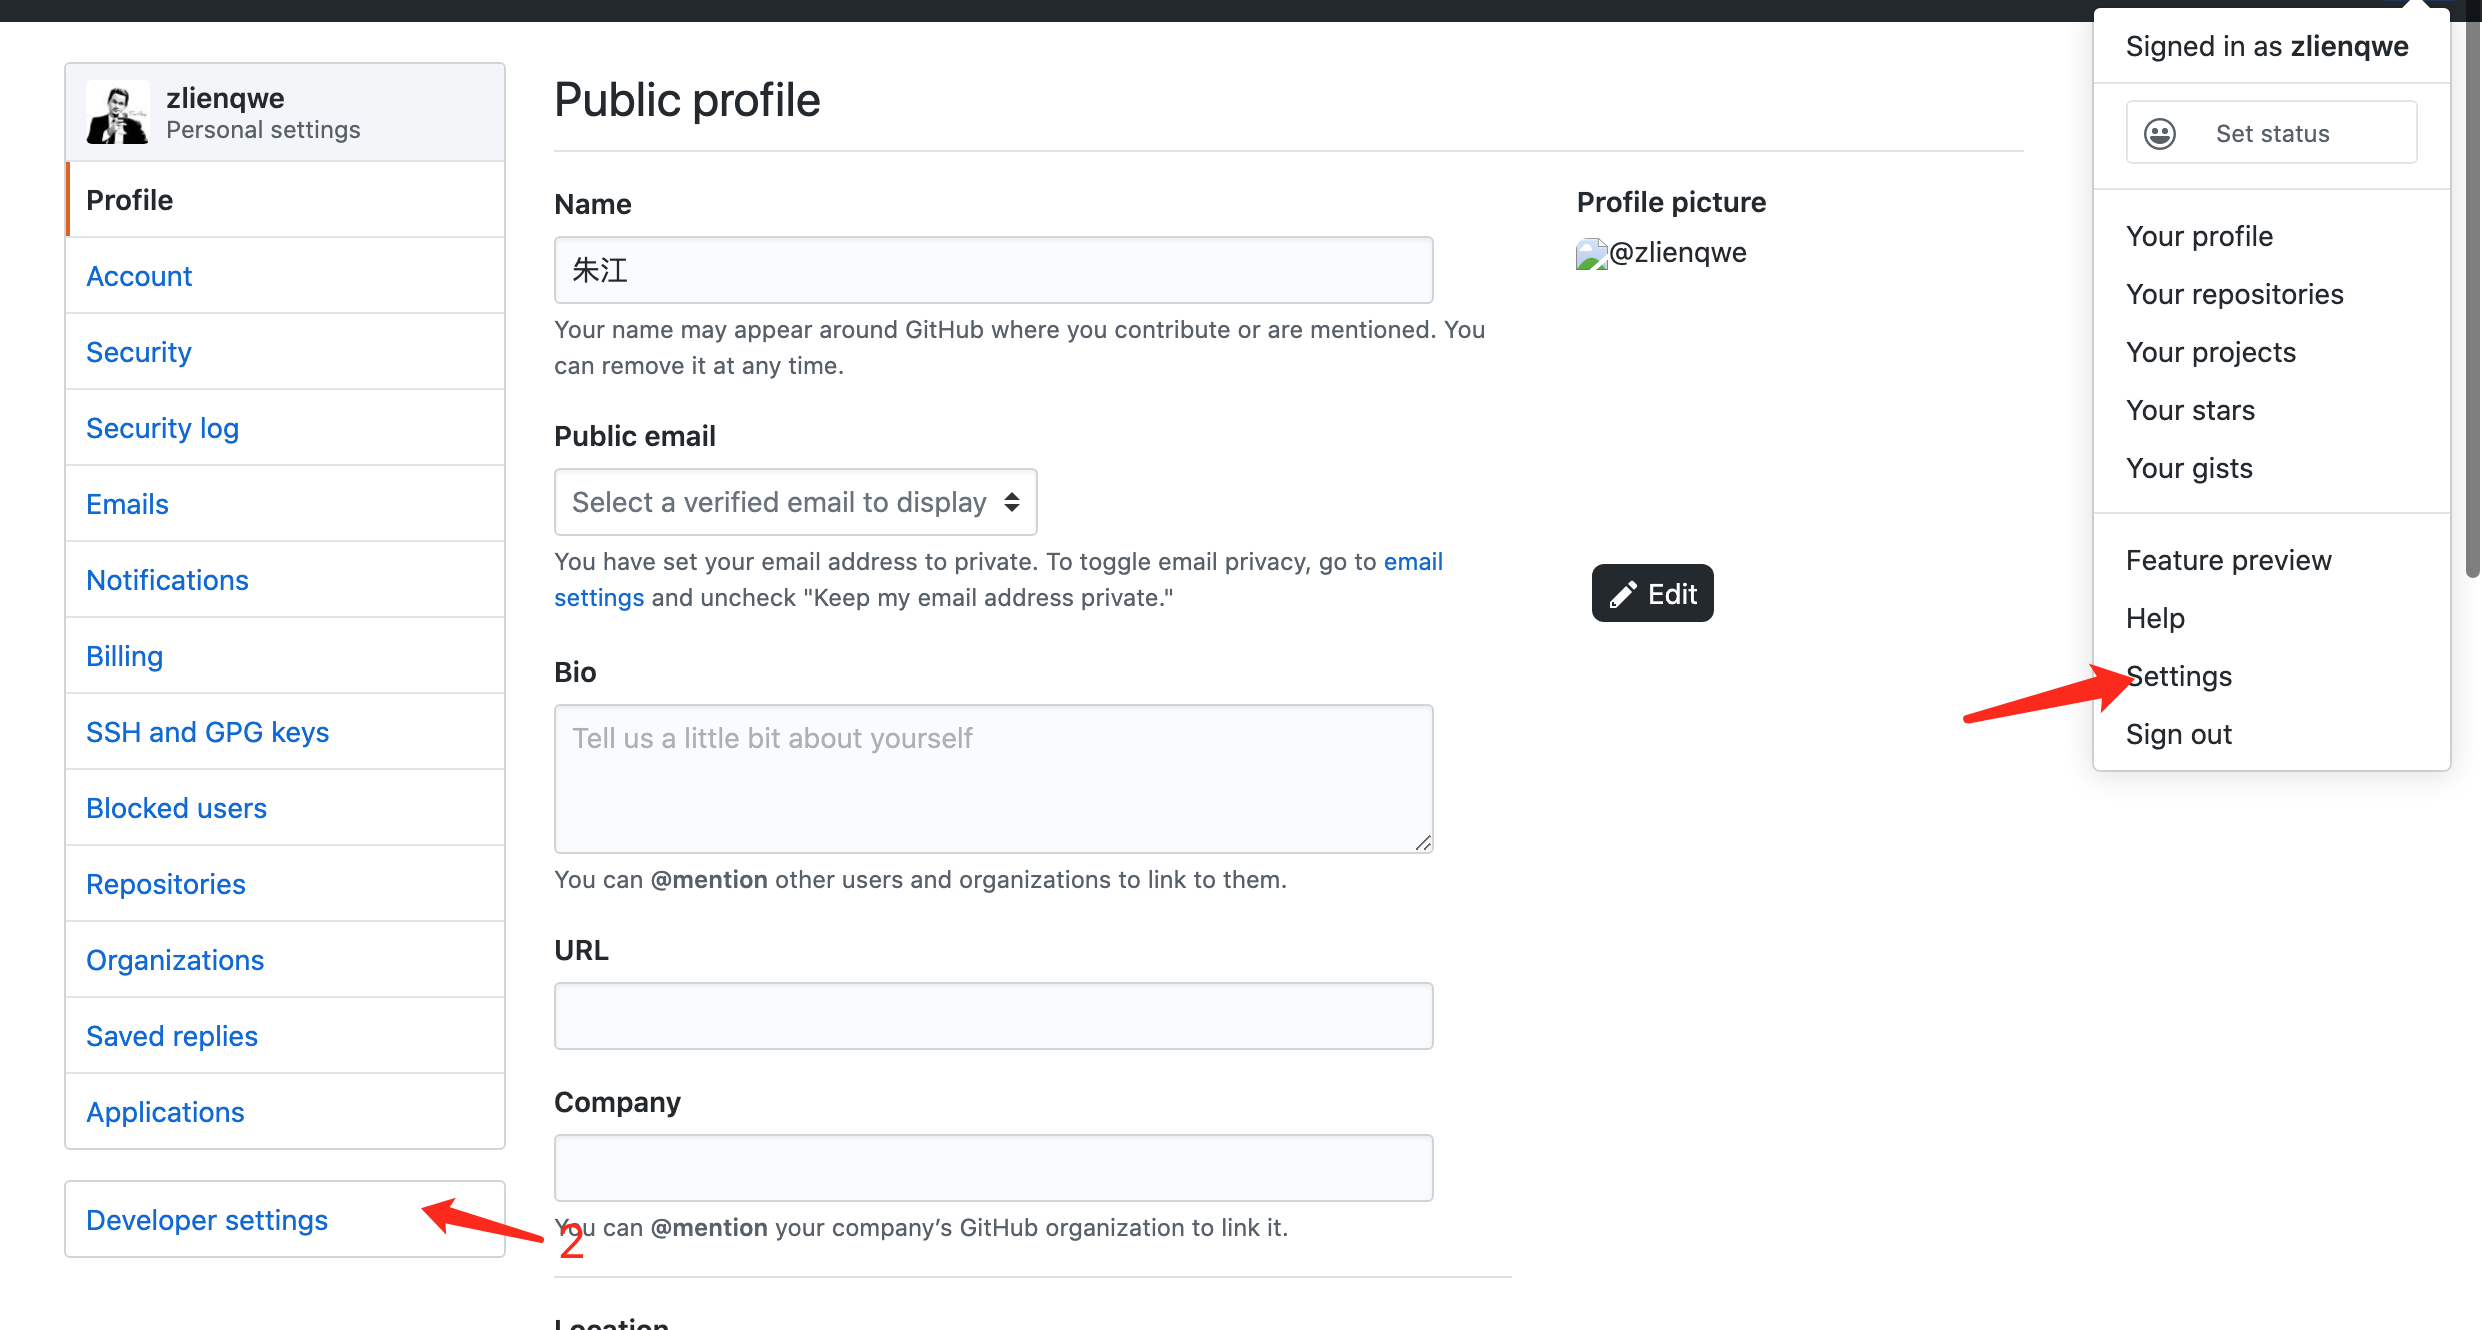 zlienqwe
Personal settings
Profile
Account
Security
Security log
Emails
Notifications
Billing
SSH and GPG keys
Blocked users
Repositories
Organizations
Saved replies
Applications
Developer settings
2
Public profile
Name
朱江
Your name may appear around GitHub where you contribute or are mentioned. You
can remove it at any time.
Public email
Select a verified email to display
You have set your email address to private. To toggle email privacy, go to email
settings and uncheck "Keep my email address private."
Bio
Tell us a little bit about yourself
You can @mention other users and organizations to link to them.
URL
Company
You can @mention your company’s GitHub organization to link it.
Location
Profile picture
@zlienqwe
Edit
Signed in as zlienqwe
Set status
Your profile
Your repositories
Your projects
Your stars
Your gists
Feature preview
Help
Settings
Sign out